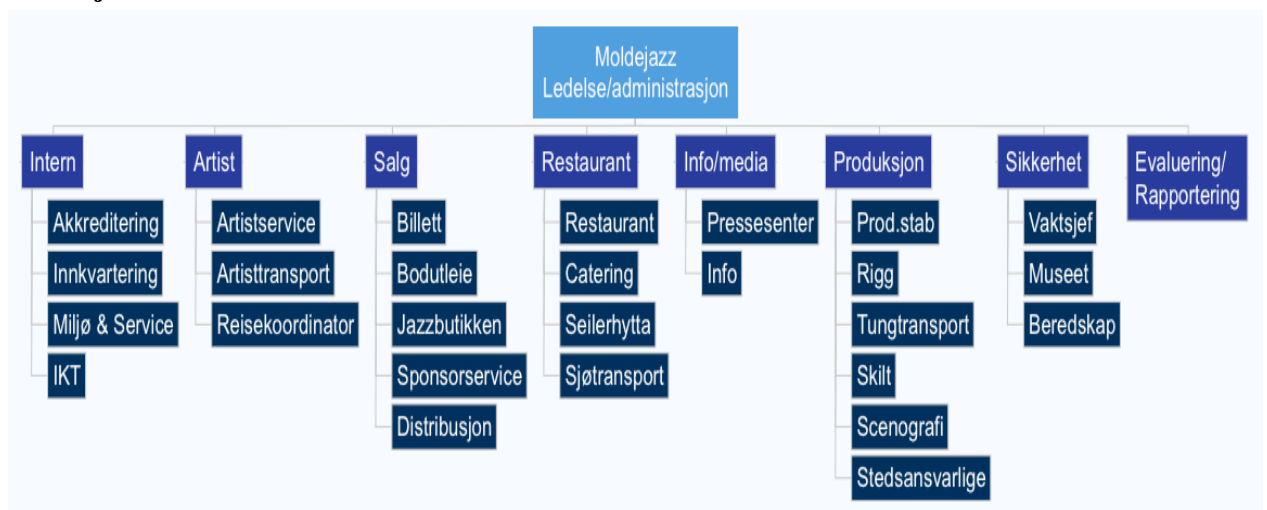 Moldejazz
Ledelse/administrasjon
Intern
Akkreditering
Innkvartering
Miljø & Service
IKT
Artist
Artistservice
Artisttransport
Reisekoordinator
Salg
Billett
Bodutleie
Jazzbutikken
Sponsorservice
Distribusjon
Restaurant
Restaurant
Catering
Seilerhytta
Sjøtransport
Info/media
Pressesenter
Info
Produksjon
Prod.stab
Rigg
Tungtransport
Skilt
Scenografi
Stedsansvarlige
Sikkerhet
Vaktsjef
Museet
Beredskap
Evaluering/
Rapportering